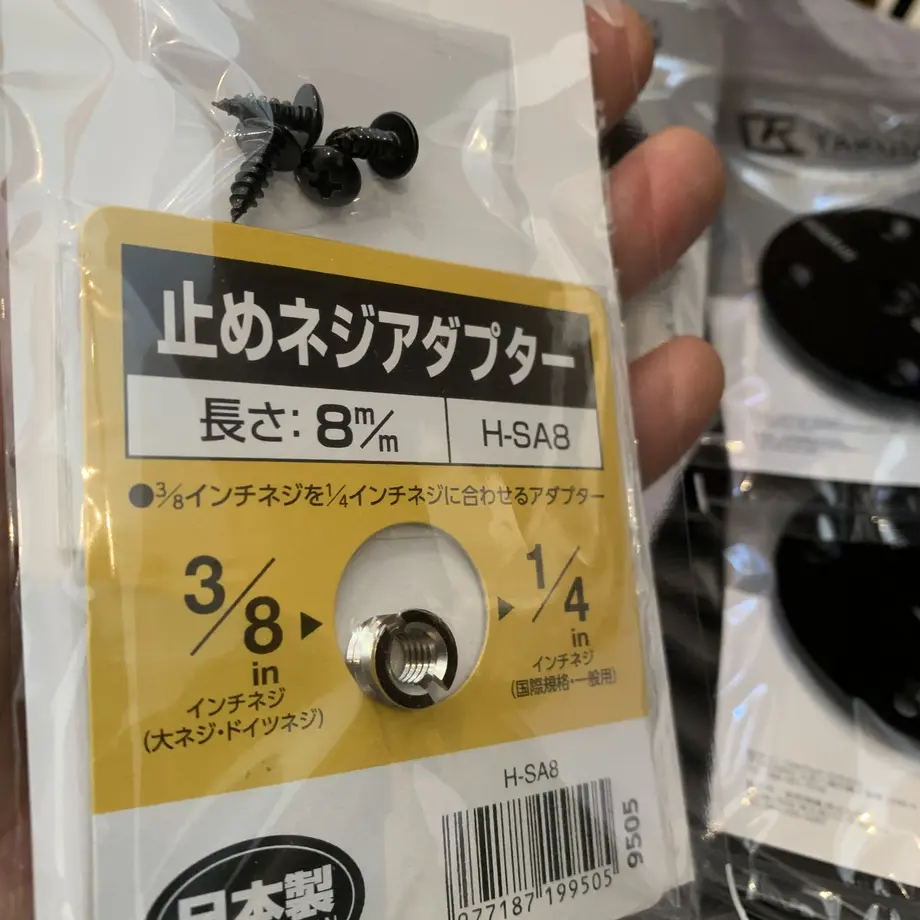 止めネジアダプター
長さ: 8m/m
H-SA8
●3/8インチネジを1/4インチネジに合わせるアダプター
3/8 in
インチネジ
(大ネジ・ドイツネジ)
1/4 in
インチネジ
(国際規格・一般用)
H-SA8
9505
977187 199505
日本製